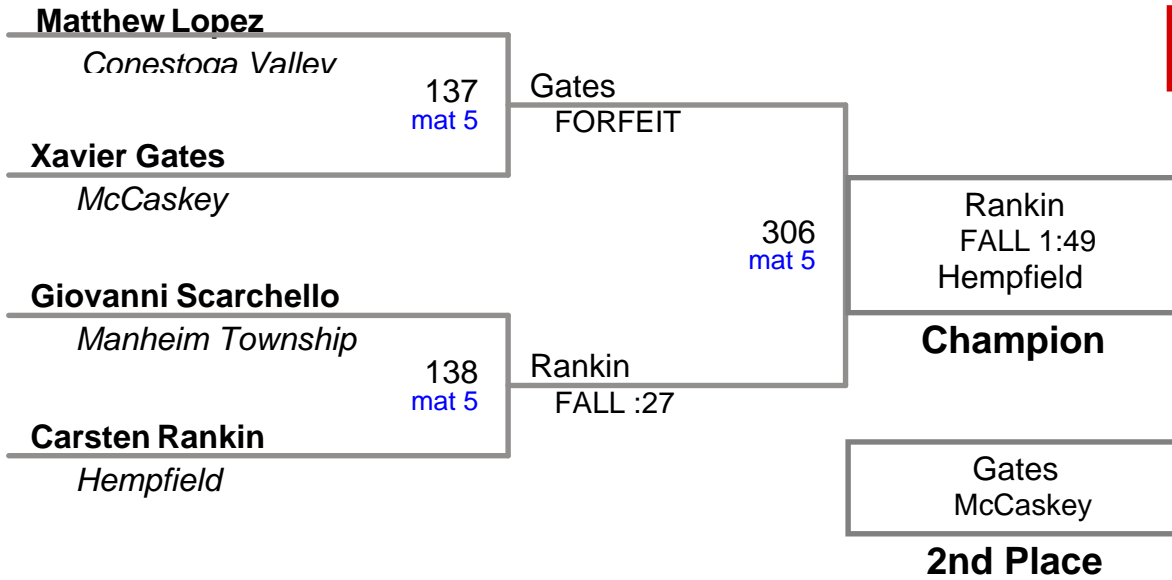 Matthew Lopez
Conestoga Valley
137
mat 5
Gates
FORFEIT
Xavier Gates
McCaskey
306
mat 5
Rankin
FALL 1:49
Hempfield
Champion
Giovanni Scarchello
Manheim Township
138
mat 5
Rankin
FALL :27
Carsten Rankin
Hempfield
Gates
McCaskey
2nd Place